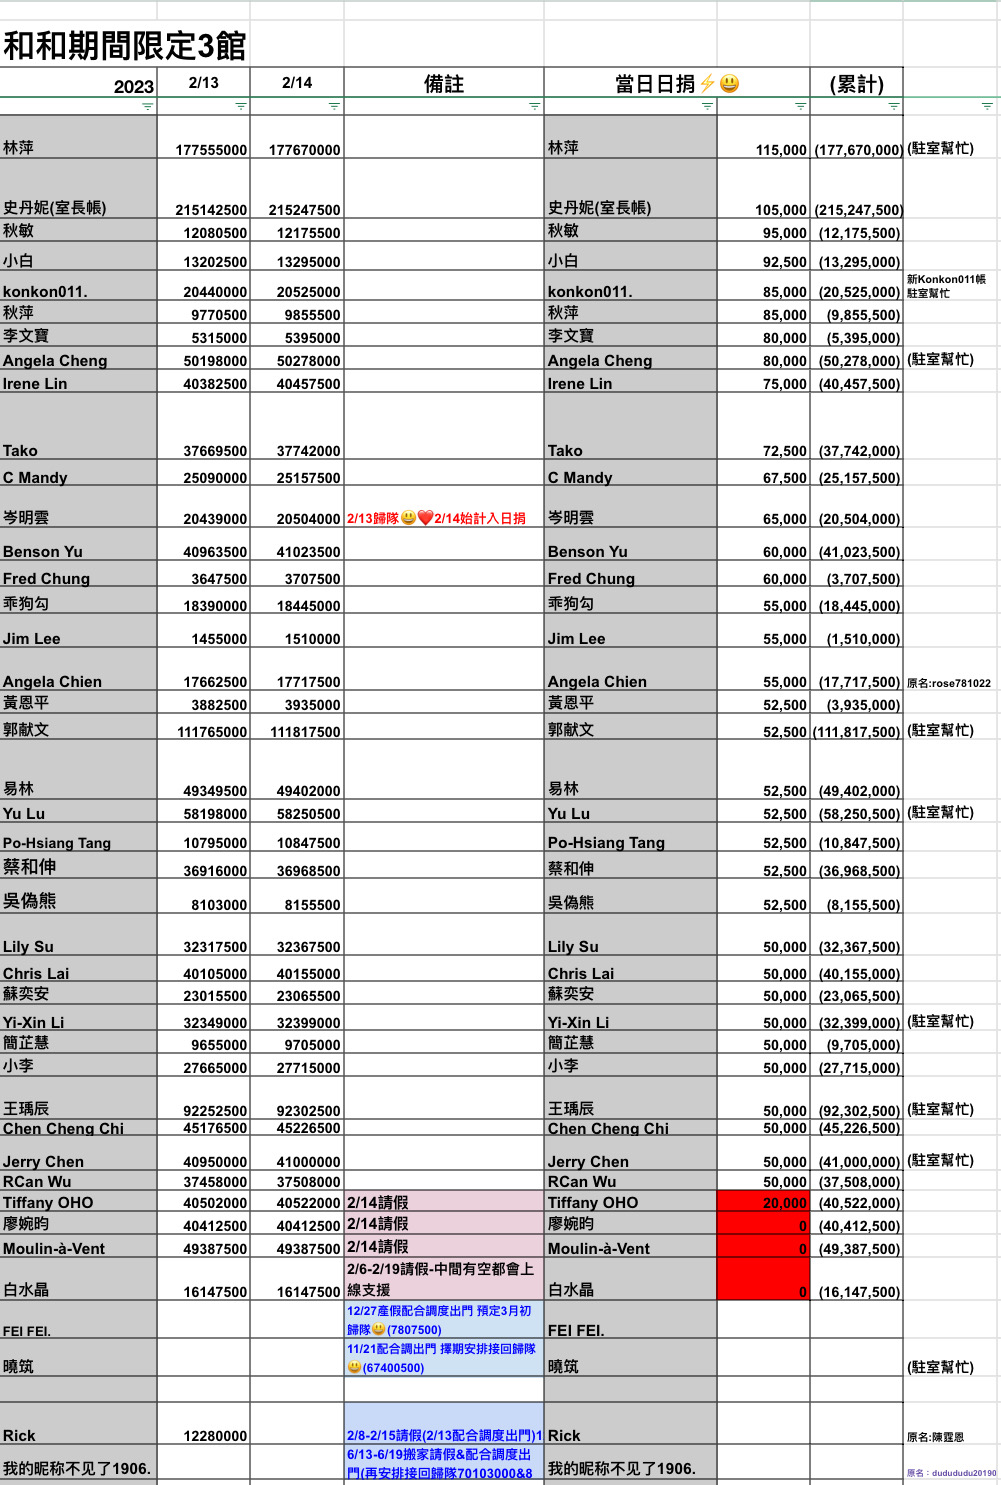 和和期間限定3館
2023 2/13 2/14 備註 當日日捐⚡😃 (累計)
林萍 177555000 177670000 林萍 115,000 (177,670,000) (駐室幫忙)
史丹妮(室長帳) 215142500 215247500 史丹妮(室長帳) 105,000 (215,247,500)
秋敏 12080500 12175500 秋敏 95,000 (12,175,500)
小白 13202500 13295000 小白 92,500 (13,295,000)
konkon011. 20440000 20525000 konkon011. 85,000 (20,525,000) 新Konkon011帳
駐室幫忙
秋萍 9770500 9855500 秋萍 85,000 (9,855,500)
李文寶 5315000 5395000 李文寶 80,000 (5,395,000)
Angela Cheng 50198000 50278000 Angela Cheng 80,000 (50,278,000) (駐室幫忙)
Irene Lin 40382500 40457500 Irene Lin 75,000 (40,457,500)
Tako 37669500 37742000 Tako 72,500 (37,742,000)
C Mandy 25090000 25157500 C Mandy 67,500 (25,157,500)
岑明雲 20439000 20504000 2/13歸隊😃❤️2/14始計入日捐 岑明雲 65,000 (20,504,000)
Benson Yu 40963500 41023500 Benson Yu 60,000 (41,023,500)
Fred Chung 3647500 3707500 Fred Chung 60,000 (3,707,500)
乖狗勾 18390000 18445000 乖狗勾 55,000 (18,445,000)
Jim Lee 1455000 1510000 Jim Lee 55,000 (1,510,000)
Angela Chien 17662500 17717500 Angela Chien 55,000 (17,717,500) 原名:rose781022
黃恩平 3882500 3935000 黃恩平 52,500 (3,935,000)
郭献文 111765000 111817500 郭献文 52,500 (111,817,500) (駐室幫忙)
易林 49349500 49402000 易林 52,500 (49,402,000)
Yu Lu 58198000 58250500 Yu Lu 52,500 (58,250,500) (駐室幫忙)
Po-Hsiang Tang 10795000 10847500 Po-Hsiang Tang 52,500 (10,847,500)
蔡和伸 36916000 36968500 蔡和伸 52,500 (36,968,500)
吳偽熊 8103000 8155500 吳偽熊 52,500 (8,155,500)
Lily Su 32317500 32367500 Lily Su 50,000 (32,367,500)
Chris Lai 40105000 40155000 Chris Lai 50,000 (40,155,000)
蘇奕安 23015500 23065500 蘇奕安 50,000 (23,065,500)
Yi-Xin Li 32349000 32399000 Yi-Xin Li 50,000 (32,399,000) (駐室幫忙)
簡芷慧 9655000 9705000 簡芷慧 50,000 (9,705,000)
小李 27665000 27715000 小李 50,000 (27,715,000)
王瑀辰 92252500 92302500 王瑀辰 50,000 (92,302,500) (駐室幫忙)
Chen Cheng Chi 45176500 45226500 Chen Cheng Chi 50,000 (45,226,500)
Jerry Chen 40950000 41000000 Jerry Chen 50,000 (41,000,000) (駐室幫忙)
RCan Wu 37458000 37508000 RCan Wu 50,000 (37,508,000)
Tiffany OHO 40502000 40522000 2/14請假 Tiffany OHO 20,000 (40,522,000)
廖婉昀 40412500 40412500 2/14請假 廖婉昀 0 (40,412,500)
Moulin-à-Vent 49387500 49387500 2/14請假 Moulin-à-Vent 0 (49,387,500)
白水晶 16147500 16147500 2/6-2/19請假-中間有空都會上
線支援 白水晶 0 (16,147,500)
FEI FEI. 12/27產假配合調度出門 預定3月初
歸隊😃(7807500) FEI FEI.
曉筑 11/21配合調出門 擇期安排接回歸隊
😃(67400500) 曉筑 (駐室幫忙)
Rick 12280000 2/8-2/15請假(2/13配合調度出門)1 Rick 原名:陳霆恩
我的昵称不见了1906. 6/13-6/19搬家請假&配合調度出
門(再安排接回歸隊70103000&8 我的昵称不见了1906. 原名：dudududu20190